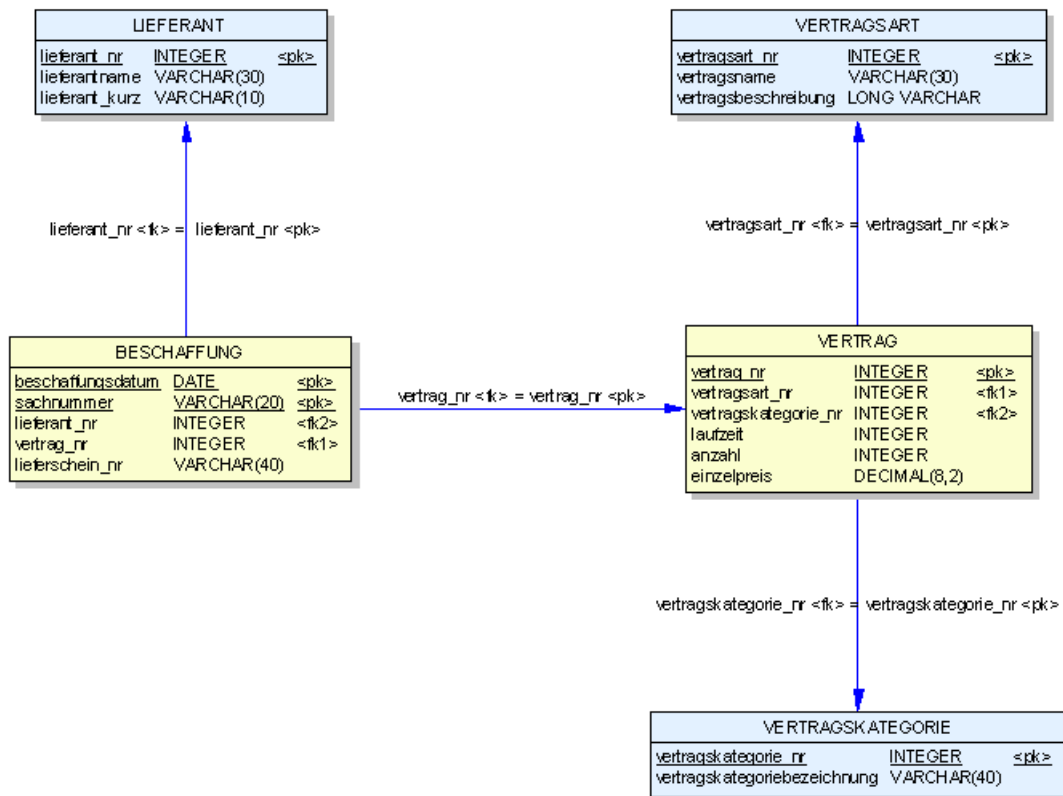 LIEFERANT
lieferant_nr INTEGER <pk>
lieferantname VARCHAR(30)
lieferant_kurz VARCHAR(10)
VERTRAGSART
vertragsart_nr INTEGER <pk>
vertragsname VARCHAR(30)
vertragsbeschreibung LONG VARCHAR
lieferant_nr <fk> = lieferant_nr <pk>
vertragsart_nr <fk> = vertragsart_nr <pk>
BESCHAFFUNG
beschaffungsdatum DATE <pk>
sachnummer VARCHAR(20) <pk>
lieferant_nr INTEGER <fk2>
vertrag_nr INTEGER <fk1>
lieferschein_nr VARCHAR(40)
vertrag_nr <fk> = vertrag_nr <pk>
VERTRAG
vertrag_nr INTEGER <pk>
vertragsart_nr INTEGER <fk1>
vertragskategorie_nr INTEGER <fk2>
laufzeit INTEGER
anzahl INTEGER
einzelpreis DECIMAL(8,2)
vertragskategorie_nr <fk> = vertragskategorie_nr <pk>
VERTRAGSKATEGORIE
vertragskategorie_nr INTEGER <pk>
vertragskategoriebezeichnung VARCHAR(40)